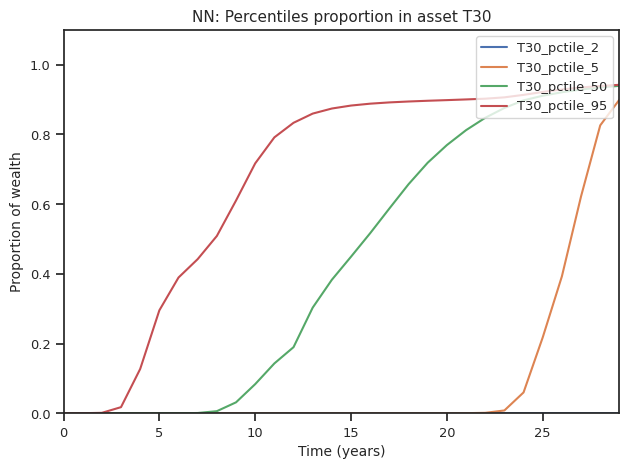 NN: Percentiles proportion in asset T30
T30_pctile_2
T30_pctile_5
T30_pctile_50
T30_pctile_95
Proportion of wealth
1.0
0.8
0.6
0.4
0.2
0.0
0 5 10 15 20 25
Time (years)